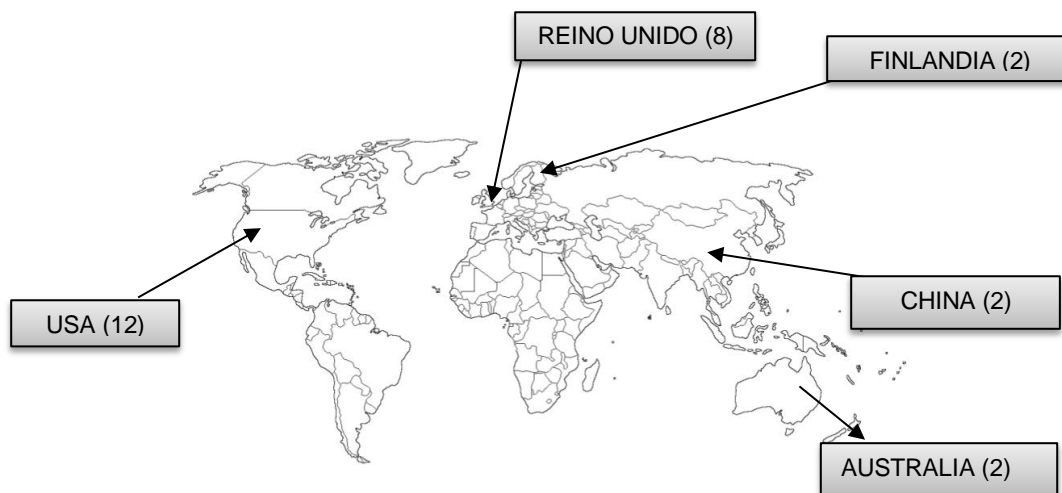 REINO UNIDO (8)
FINLANDIA (2)
USA (12)
CHINA (2)
AUSTRALIA (2)